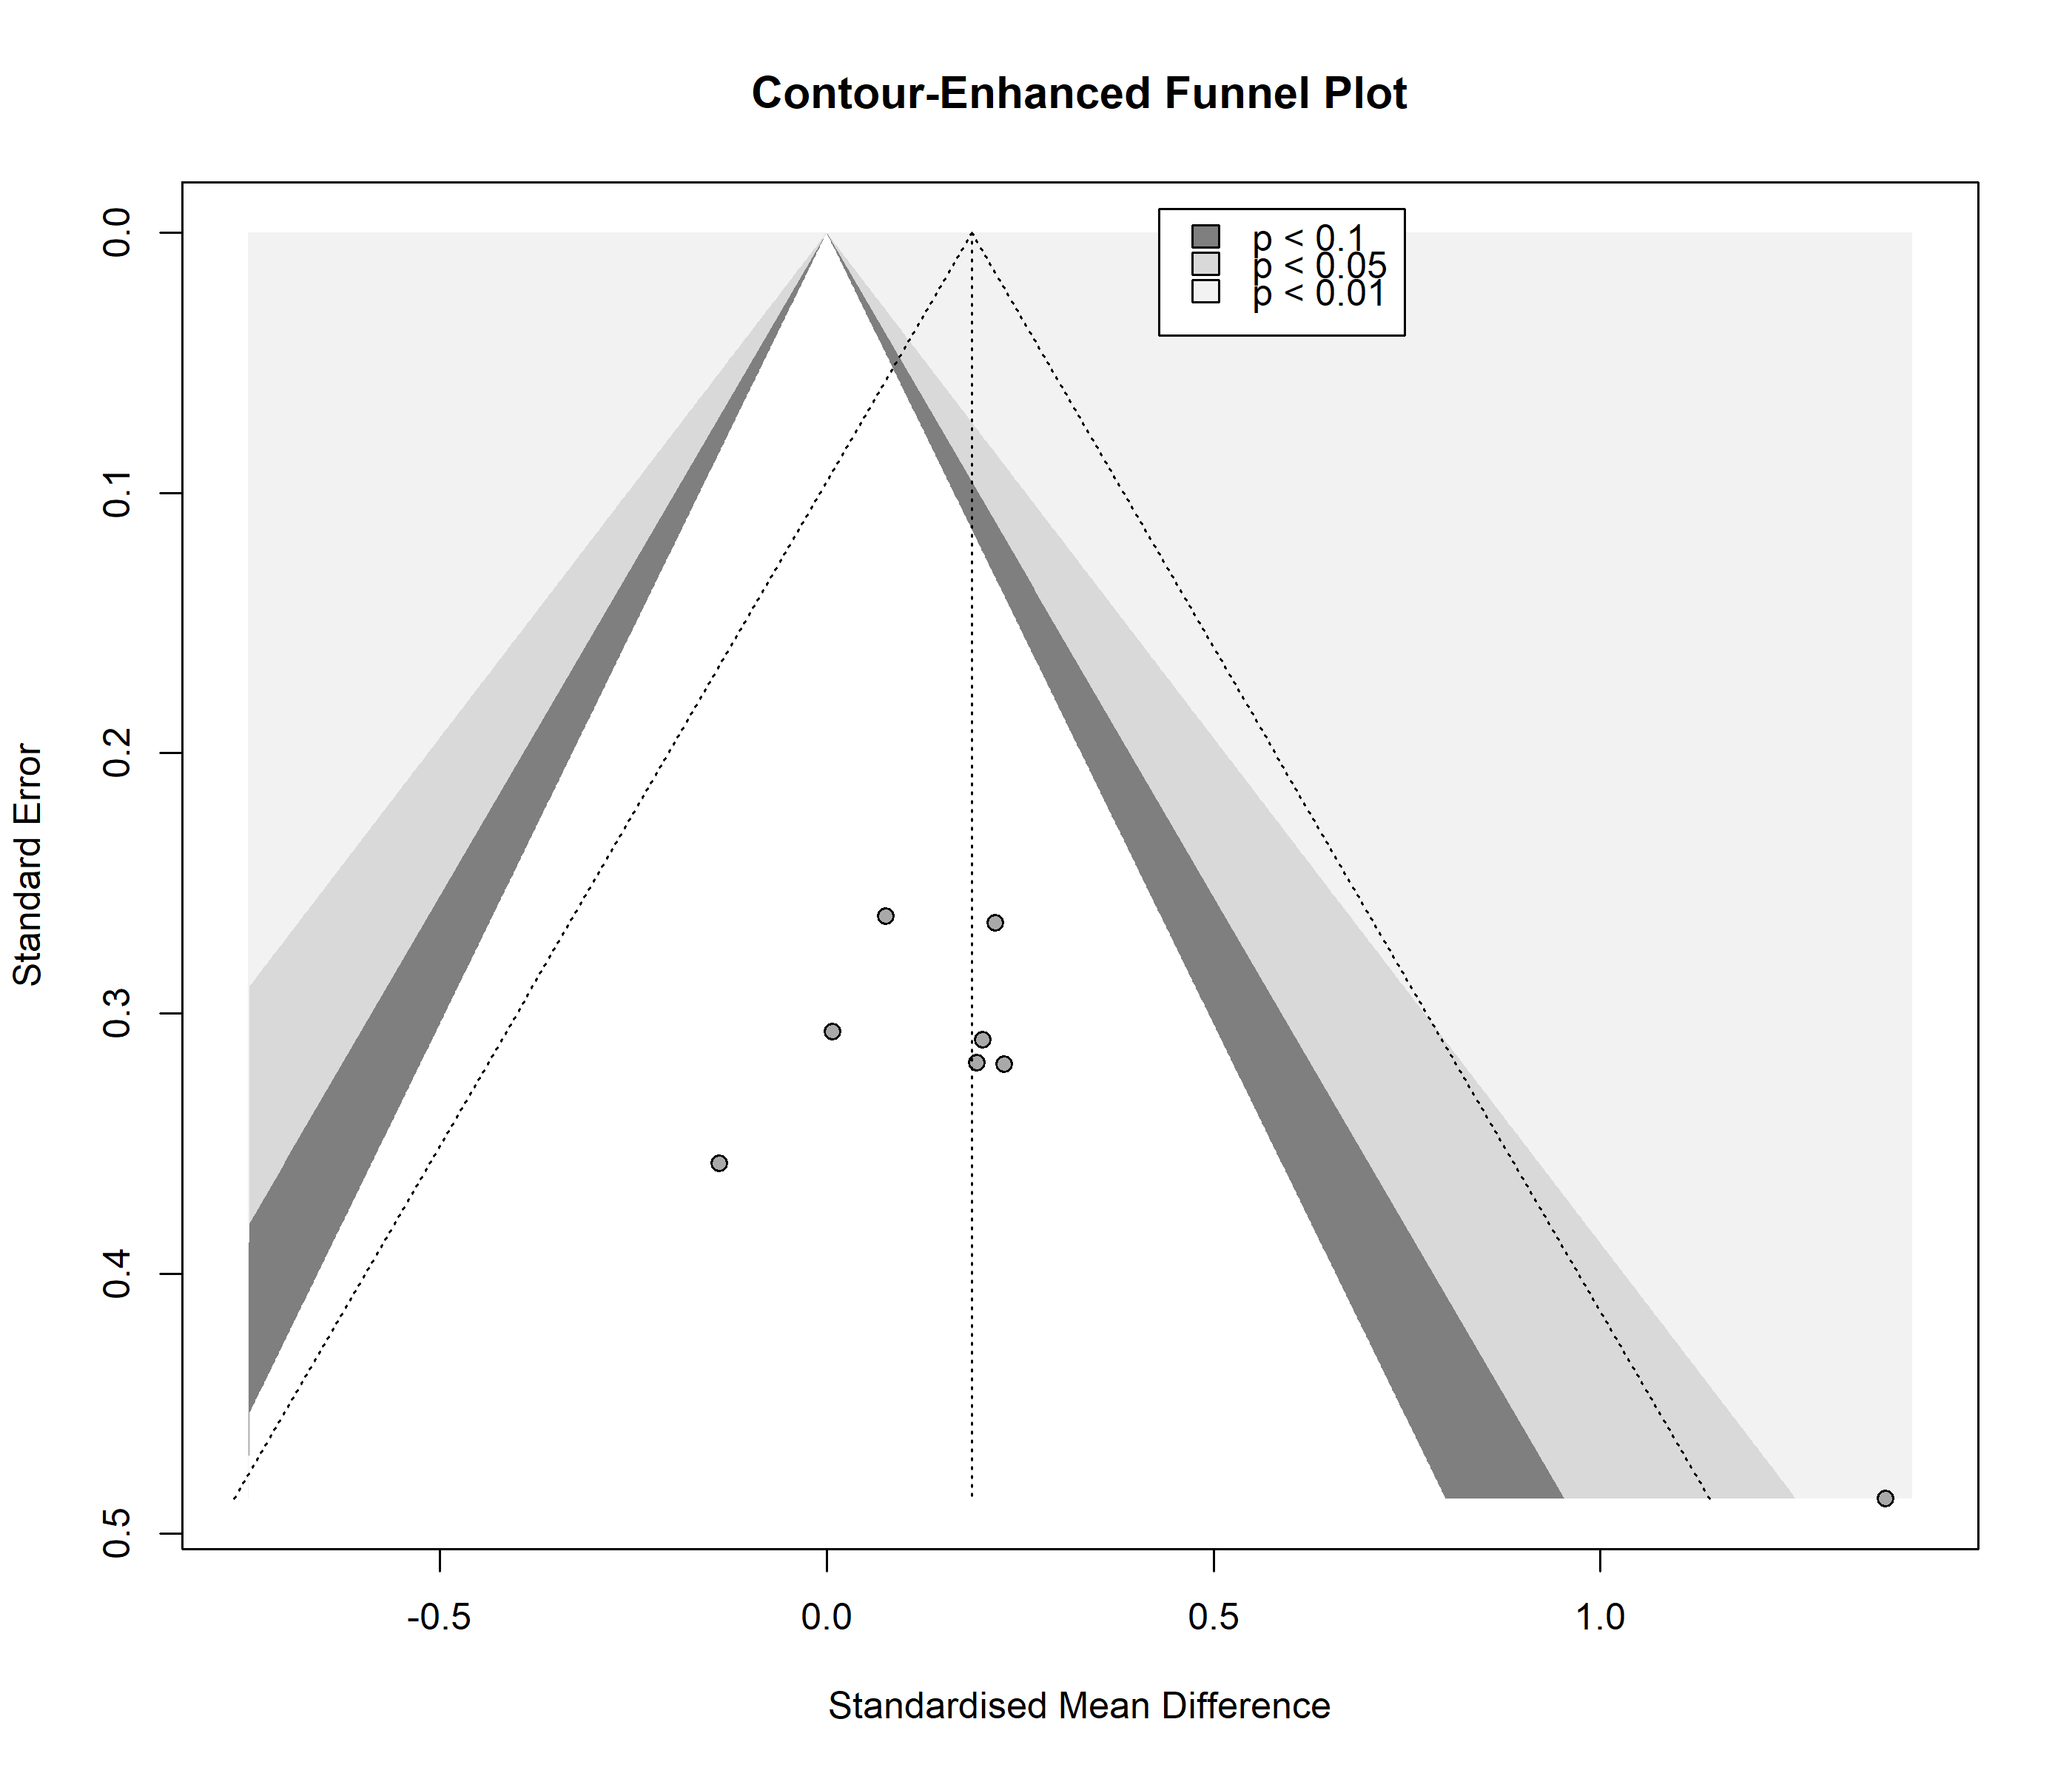 Contour-Enhanced Funnel Plot
p < 0.1
p < 0.05
p < 0.01
Standard Error
0.0
0.1
0.2
0.3
0.4
0.5
-0.5 0.0 0.5 1.0
Standardised Mean Difference